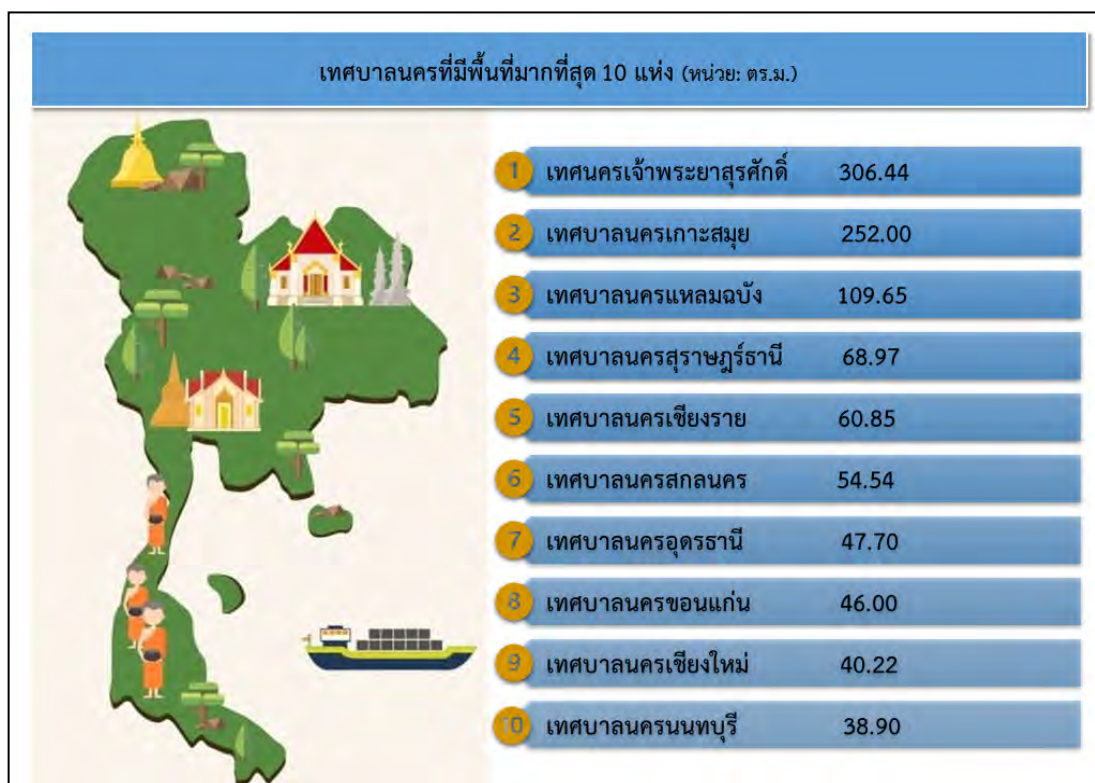 เทศบาลนครที่มีพื้นที่มากที่สุด 10 แห่ง (หน่วย: ตร.ม.)
1 เทศนครเจ้าพระยาสุรศักดิ์ 306.44
2 เทศบาลนครเกาะสมุย 252.00
3 เทศบาลนครแหลมฉบัง 109.65
4 เทศบาลนครสุราษฎร์ธานี 68.97
5 เทศบาลนครเชียงราย 60.85
6 เทศบาลนครสกลนคร 54.54
7 เทศบาลนครอุดรธานี 47.70
8 เทศบาลนครขอนแก่น 46.00
9 เทศบาลนครเชียงใหม่ 40.22
10 เทศบาลนครนนทบุรี 38.90